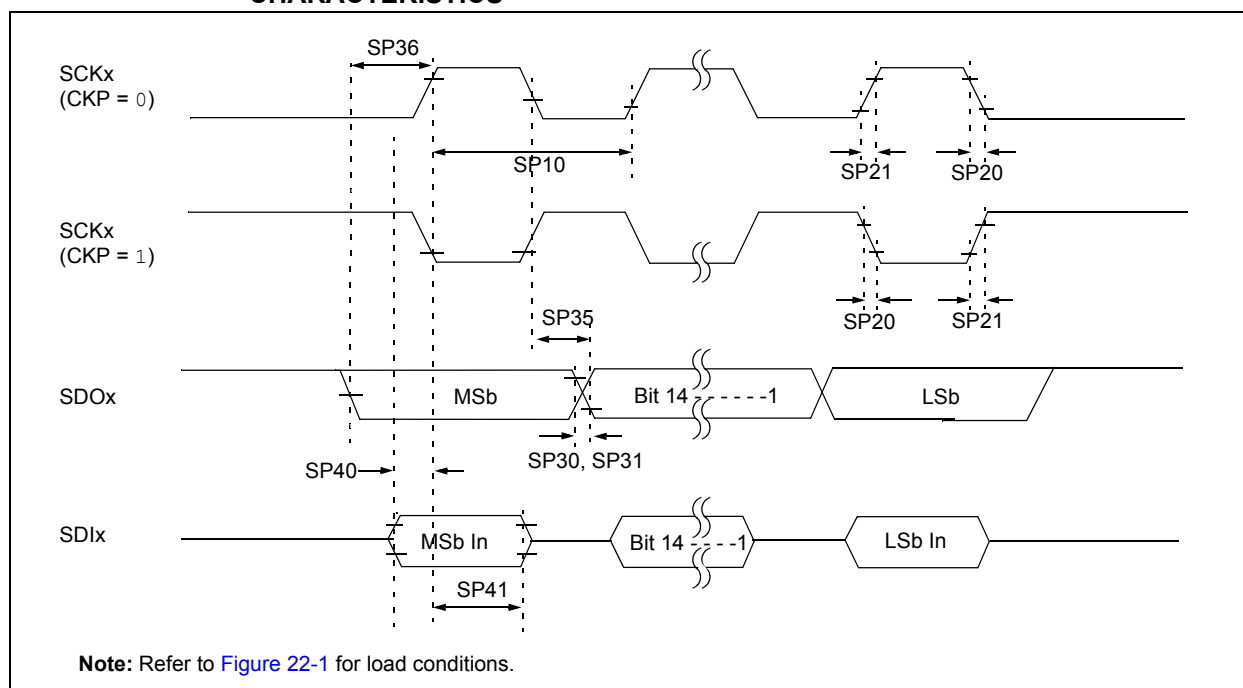 CHARACTERISTICS
SP36
SCKx
(CKP = 0)
SP10
SP21
SP20
SCKx
(CKP = 1)
SP35
SP20
SP21
SDOx
MSb
Bit 14 - - - - - -1
LSb
SP40
SP30, SP31
SDIx
MSb In
Bit 14 - - - - -1
LSb In
SP41
Note: Refer to Figure 22-1 for load conditions.